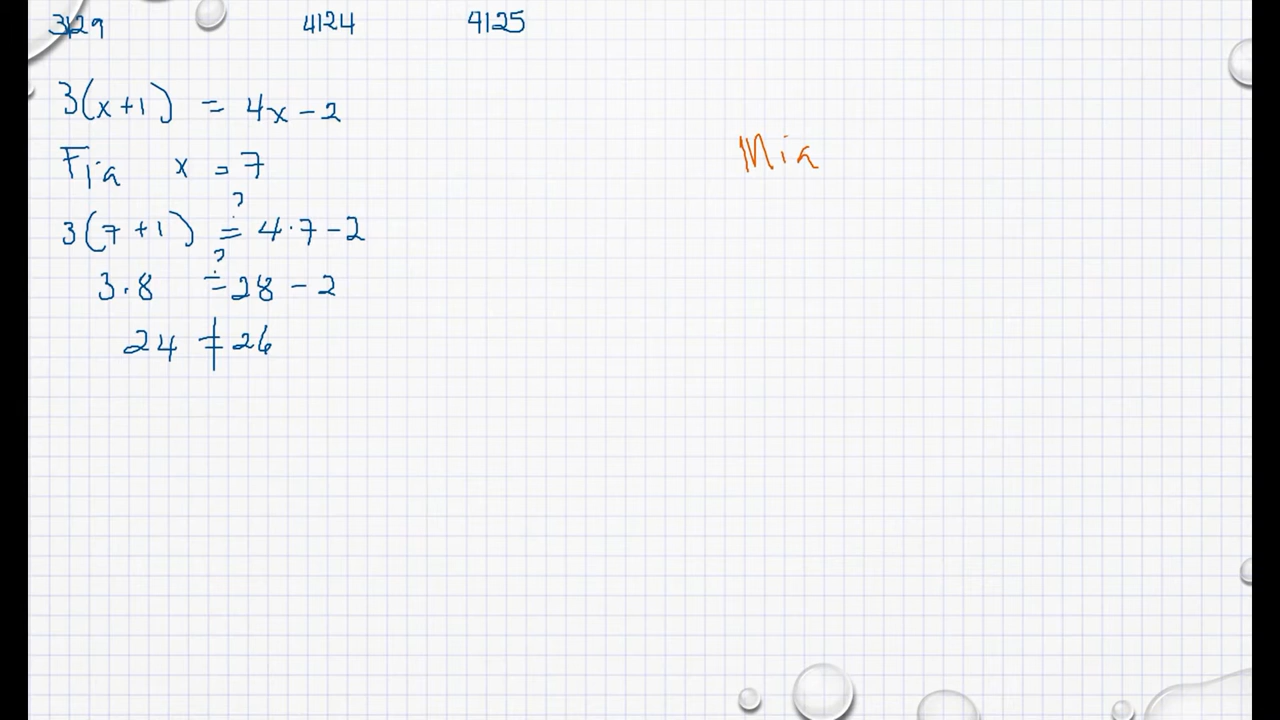 3129 4124 4125
3(x+1) = 4x-2
Mia
Fia x = 7
3(7+1) ≟ 4·7-2
3·8 ≟ 28-2
24 ≠ 26